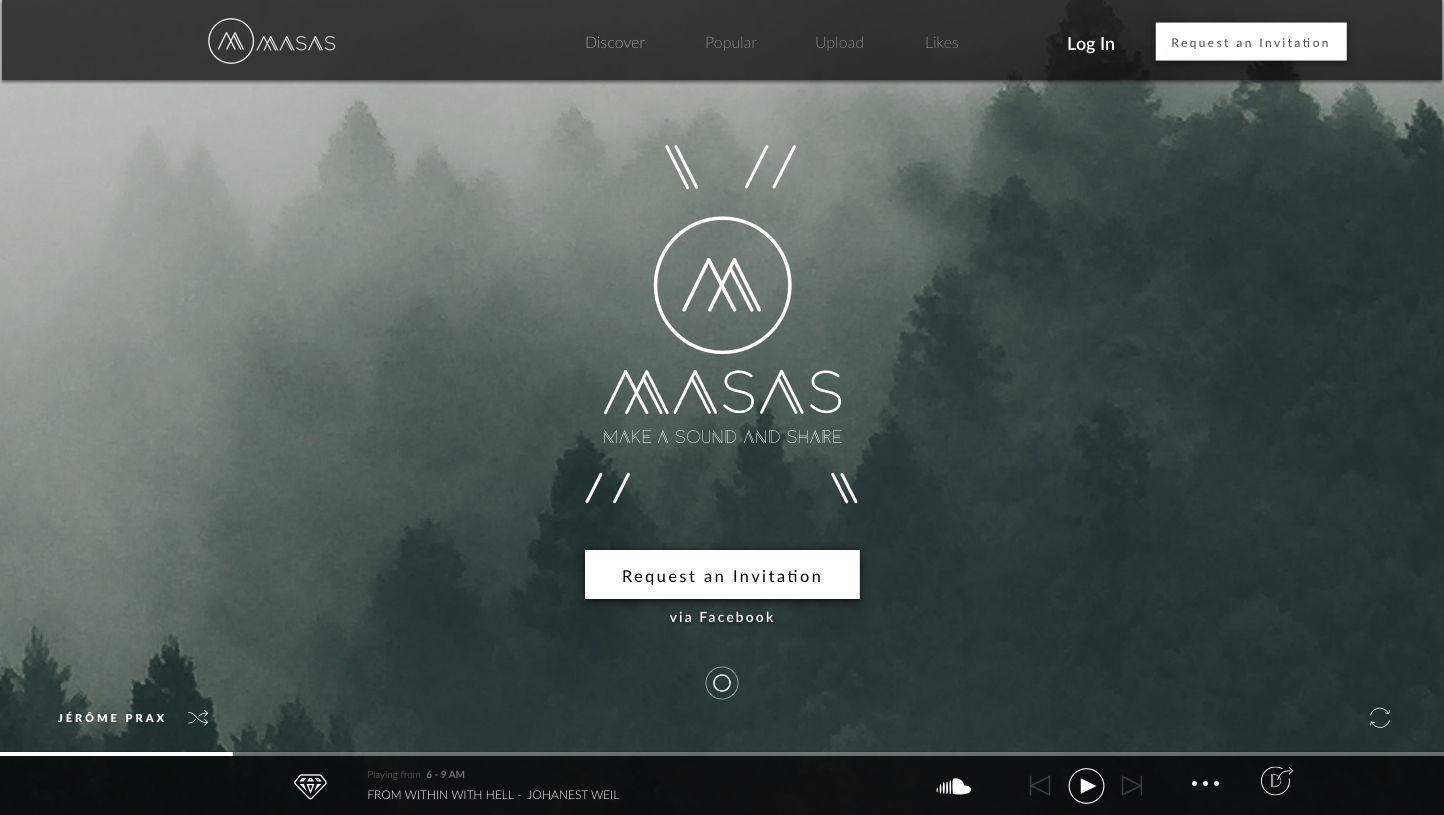 MASAS
Discover
Popular
Upload
Likes
Log In
Request an Invitation
MASAS
MAKE A SOUND AND SHARE
Request an Invitation
via Facebook
JÉRÔME PRAX
Playing from 6 - 9 AM
FROM WITHIN WITH HELL - JOHANEST WEIL